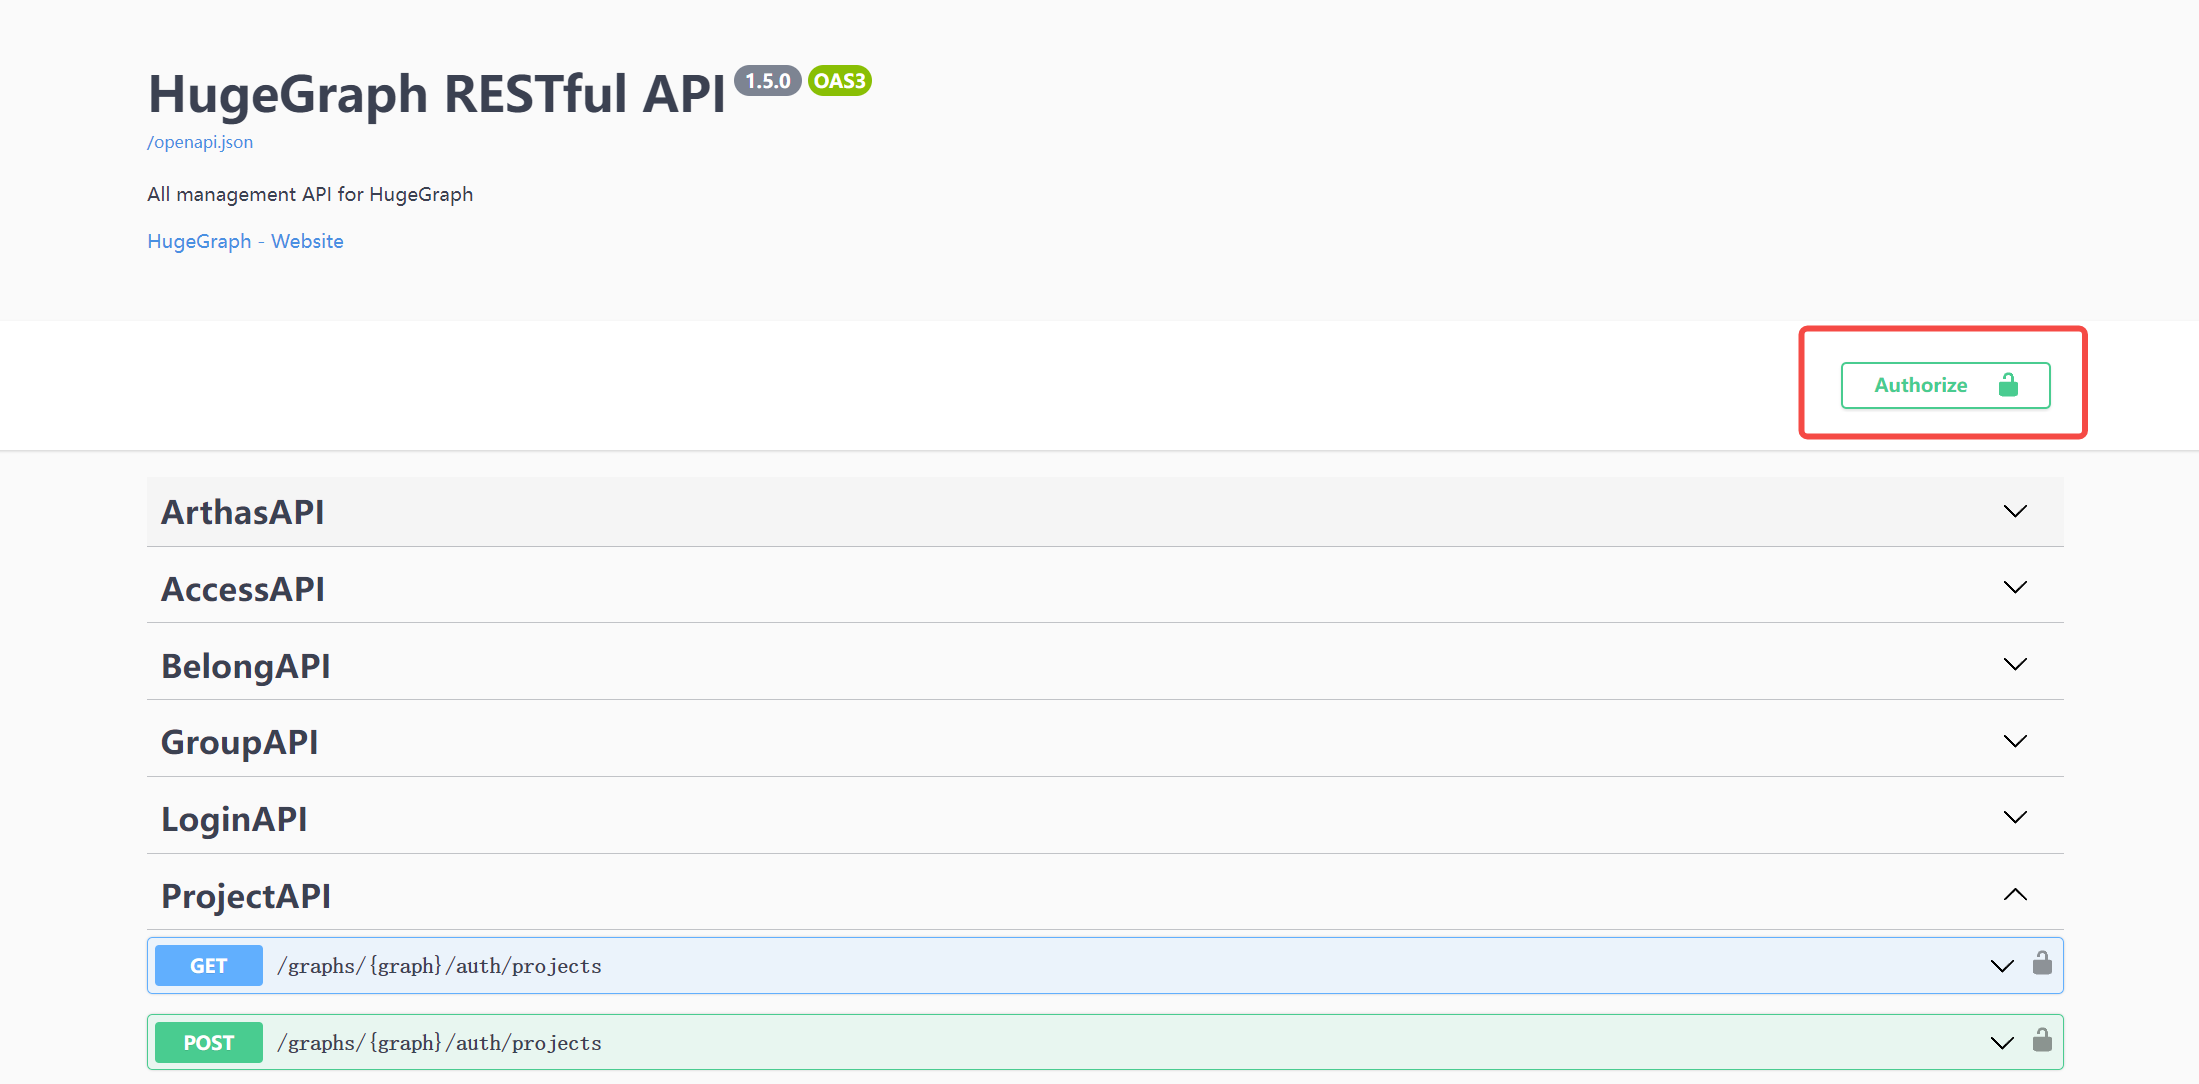 HugeGraph RESTful API 1.5.0 OAS3
/openapi.json
All management API for HugeGraph
HugeGraph - Website
Authorize
ArthasAPI
AccessAPI
BelongAPI
GroupAPI
LoginAPI
ProjectAPI
GET /graphs/{graph}/auth/projects
POST /graphs/{graph}/auth/projects